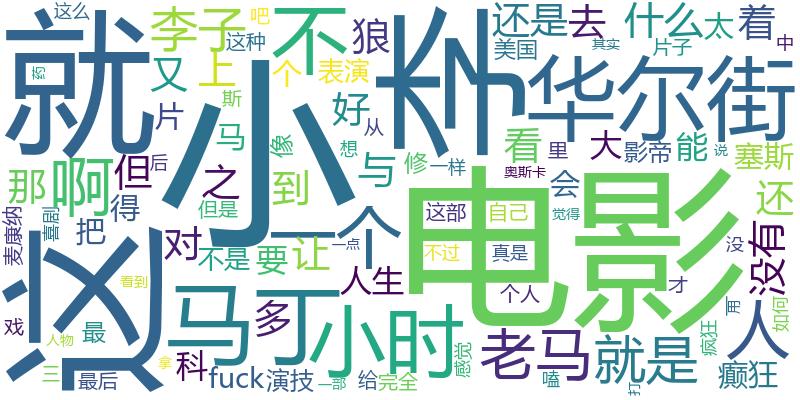 这么 吧 李子 这种 不 狼 还是 去 什么 太 着
就 又 上 个 表演 美国 其实 片子 中
药 斯 小 李 华尔街
片 马 像 好 从 看 里 大 影帝 能 说
那 啊 但 后 之 到 想 与 修 一样 奥斯卡 会 塞斯
麦康纳 喜剧 把 得 但是 一个 电影 这部 自己 觉得 还
这 对 不是 要 让 一点 不过 真是 没 没有
看到 人生 个人 才 用 如何
戏 最 马丁 多 小时 老马 就是 人
人物 科 拿 感觉 疯狂
三 最后 fuck 演技 一部 给 完全 嗑 打 癫狂